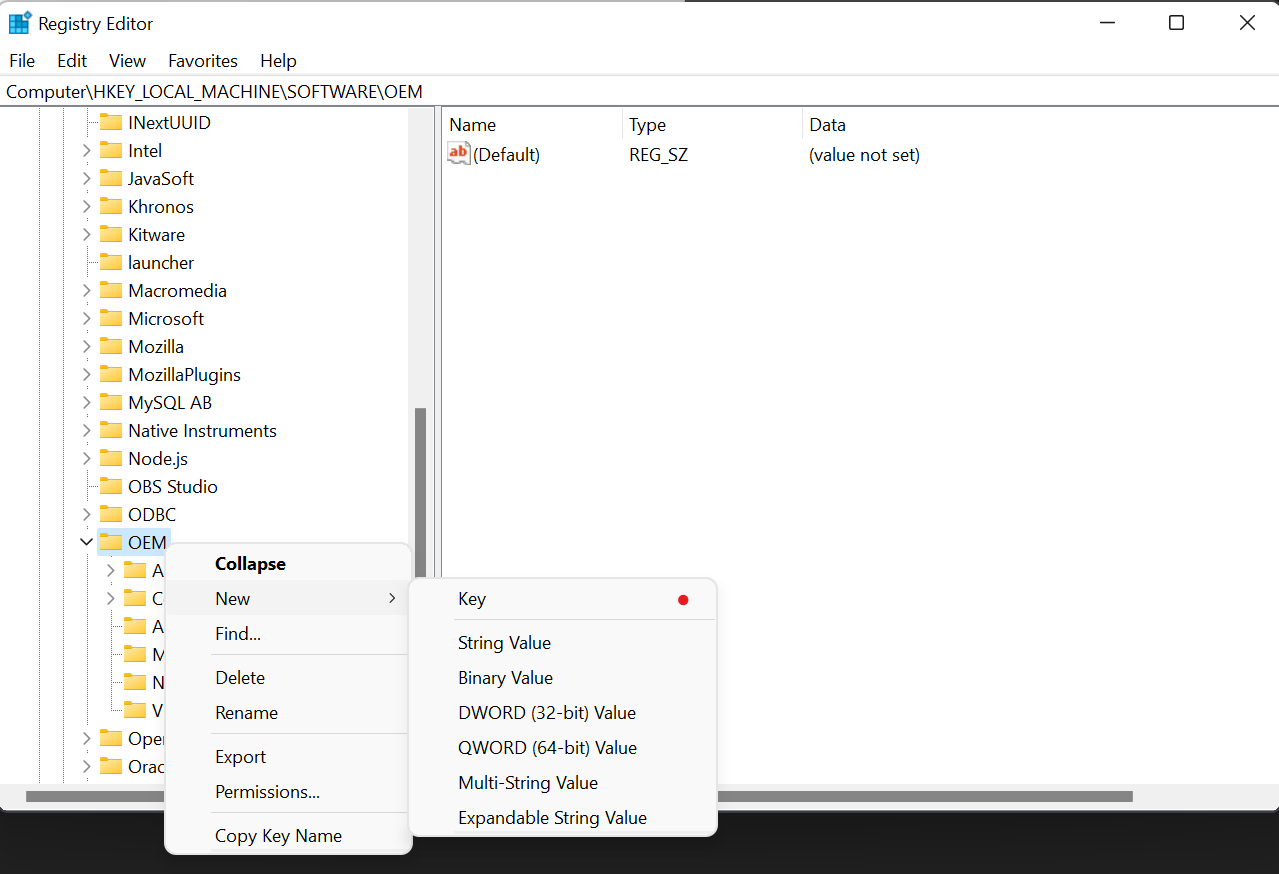 Registry Editor
File Edit View Favorites Help
Computer\HKEY_LOCAL_MACHINE\SOFTWARE\OEM
INextUUID
Intel
JavaSoft
Khronos
Kitware
launcher
Macromedia
Microsoft
Mozilla
MozillaPlugins
MySQL AB
Native Instruments
Node.js
OBS Studio
ODBC
OEM
A
C
A
M
N
V
Oper
Orac
Name Type Data
ab (Default) REG_SZ (value not set)
Collapse
New
Find...
Delete
Rename
Export
Permissions...
Copy Key Name
Key
String Value
Binary Value
DWORD (32-bit) Value
QWORD (64-bit) Value
Multi-String Value
Expandable String Value